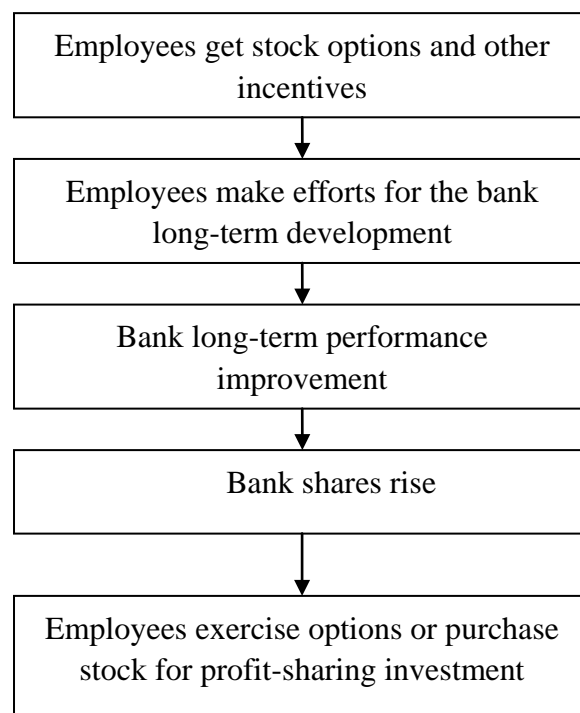 Employees get stock options and other
incentives
Employees make efforts for the bank
long-term development
Bank long-term performance
improvement
Bank shares rise
Employees exercise options or purchase
stock for profit-sharing investment